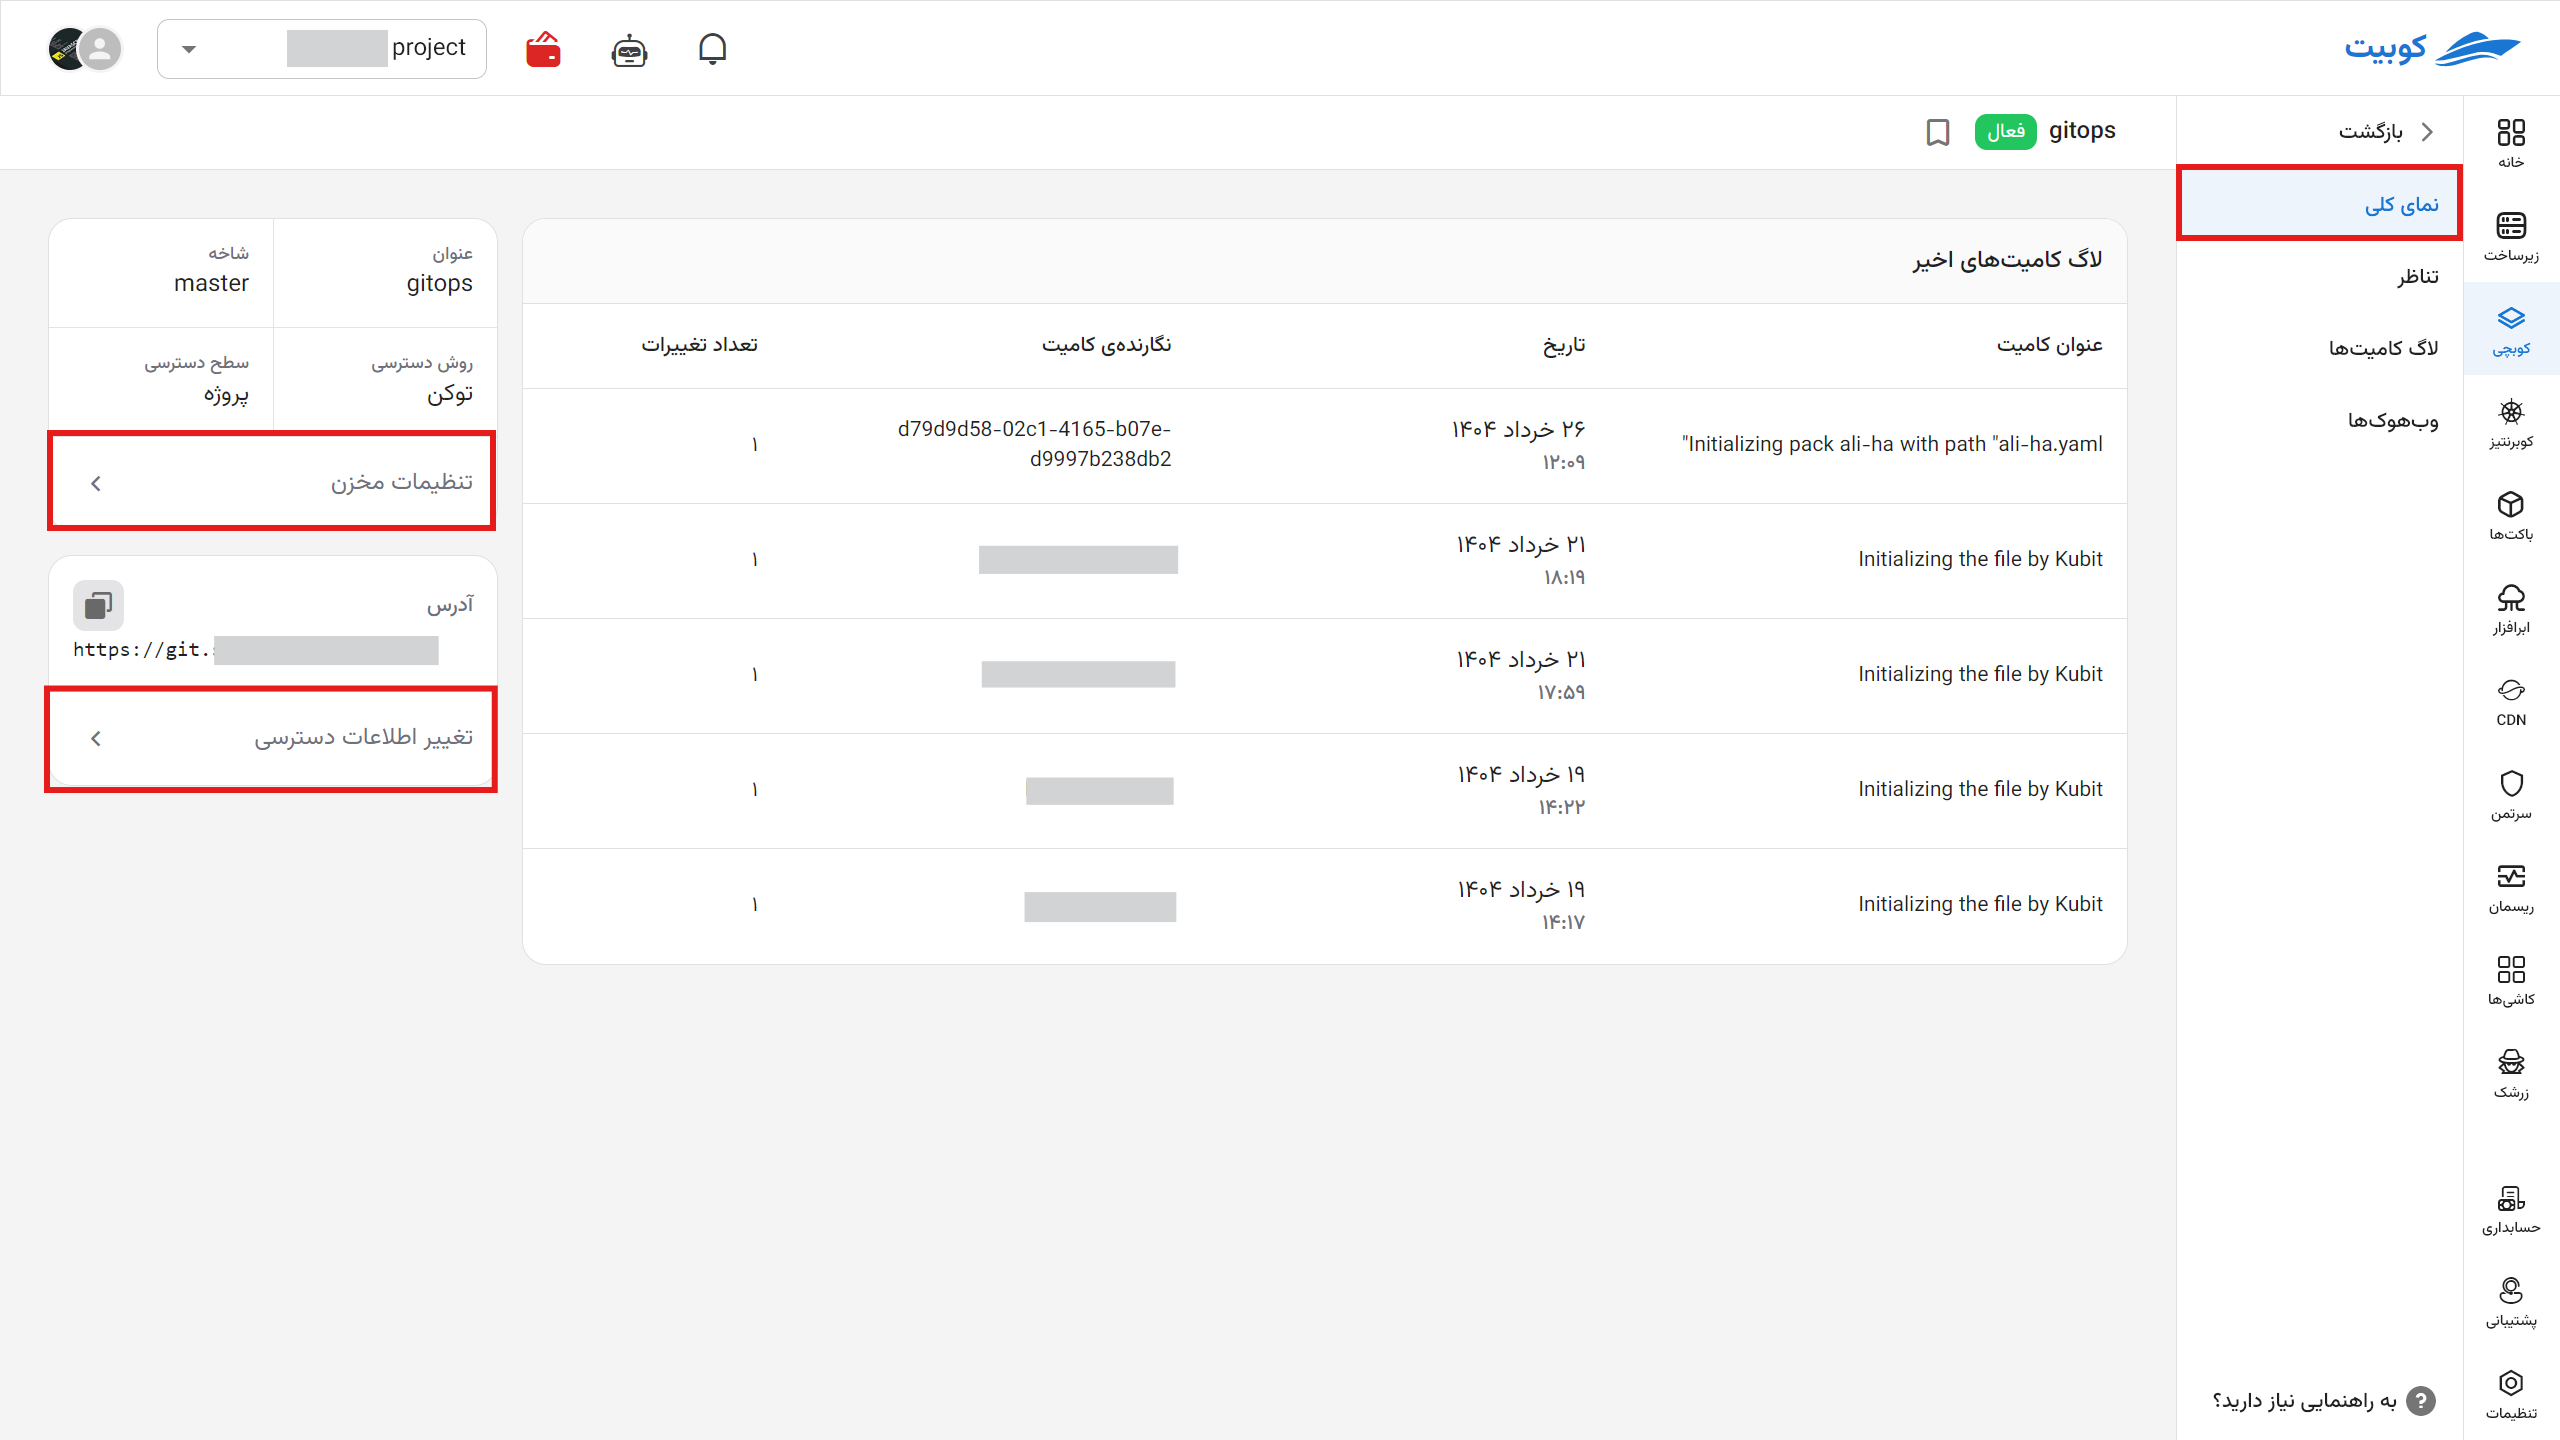 کوبیت
project
خانه
زیرساخت
کوبچی
کوبرنتیز
باکت‌ها
ابرافزار
CDN
سرتمن
ریسمان
کاشی‌ها
زرشک
حسابداری
پشتیبانی
تنظیمات
بازگشت
نمای کلی
تناظر
لاگ کامیت‌ها
وب‌هوک‌ها
به راهنمایی نیاز دارید؟
gitops فعال
لاگ کامیت‌های اخیر
عنوان کامیت تاریخ نگارنده‌ی کامیت تعداد تغییرات
"Initializing pack ali-ha with path "ali-ha.yaml
۲۶ خرداد ۱۴۰۴
۱۲:۰۹
d79d9d58-02c1-4165-b07e-
d9997b238db2
۱
Initializing the file by Kubit
۲۱ خرداد ۱۴۰۴
۱۸:۱۹
۱
Initializing the file by Kubit
۲۱ خرداد ۱۴۰۴
۱۷:۵۹
۱
Initializing the file by Kubit
۱۹ خرداد ۱۴۰۴
۱۴:۲۲
۱
Initializing the file by Kubit
۱۹ خرداد ۱۴۰۴
۱۴:۱۷
۱
عنوان
gitops
شاخه
master
روش دسترسی
توکن
سطح دسترسی
پروژه
تنظیمات مخزن
آدرس
https://git.
تغییر اطلاعات دسترسی